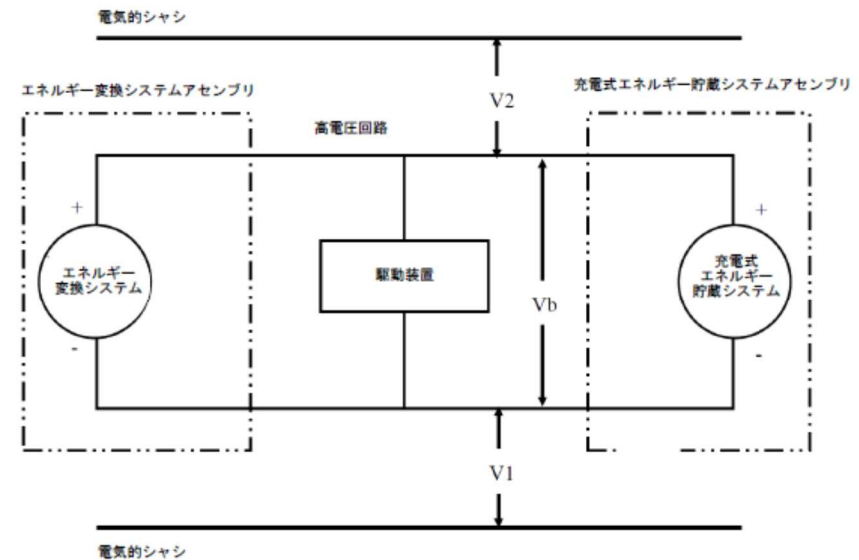 電気的シャシ
エネルギー変換システムアセンブリ
充電式エネルギー貯蔵システムアセンブリ
V2
高電圧回路
+
+
エネルギー
変換システム
駆動装置
充電式
エネルギー
貯蔵システム
Vb
-
-
V1
電気的シャシ